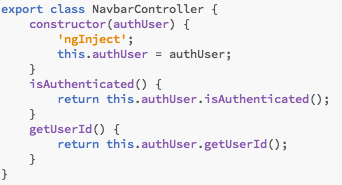 export class NavbarController {
    constructor(authUser) {
        'ngInject';
        this.authUser = authUser;
    }
    isAuthenticated() {
        return this.authUser.isAuthenticated();
    }
    getUserId() {
        return this.authUser.getUserId();
    }
}